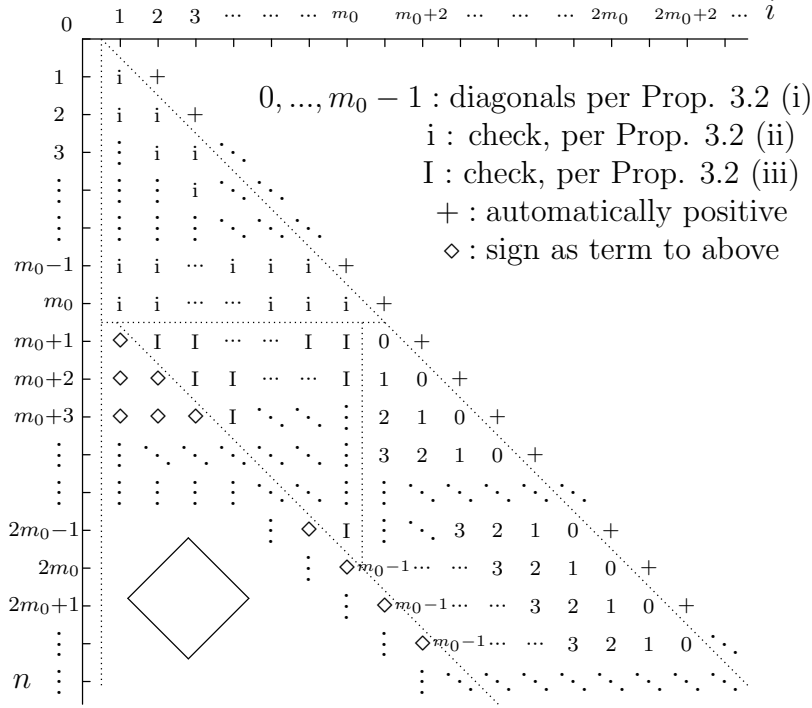 0 1 2 3 ⋯ ⋯ ⋯ m₀ m₀+2 ⋯ ⋯ ⋯ 2m₀ 2m₀+2 ⋯ i
1 i +
0, ..., m₀ − 1 : diagonals per Prop. 3.2 (i)
2 i i +
i : check, per Prop. 3.2 (ii)
3 ⋮ i i ⋱
I : check, per Prop. 3.2 (iii)
⋮ ⋮ ⋮ i ⋱ ⋱
+ : automatically positive
⋮ ⋮ ⋮ ⋮ ⋱ ⋱ ⋱
◇ : sign as term to above
m₀−1 i i ⋯ i i i +
m₀ i i ⋯ ⋯ i i i +
m₀+1 ◇ I I ⋯ ⋯ I I 0 +
m₀+2 ◇ ◇ I I ⋯ ⋯ I 1 0 +
m₀+3 ◇ ◇ ◇ I ⋱ ⋱ ⋮ 2 1 0 +
⋮ ⋮ ⋱ ⋱ ⋱ ⋱ ⋱ ⋮ 3 2 1 0 +
⋮ ⋮ ⋮ ⋮ ⋮ ⋱ ⋱ ⋮ ⋮ ⋱ ⋱ ⋱ ⋱ ⋱
2m₀−1 ⋮ ◇ I ⋮ ⋱ 3 2 1 0 +
2m₀ ⋮ ◇ m₀−1 ⋯ ⋯ 3 2 1 0 +
2m₀+1 ⋮ ◇ m₀−1 ⋯ ⋯ 3 2 1 0 +
⋮ ⋮ ◇ m₀−1 ⋯ ⋯ 3 2 1 0 ⋱
n ⋮ ⋮ ⋱ ⋱ ⋱ ⋱ ⋱ ⋱ ⋱ ⋱